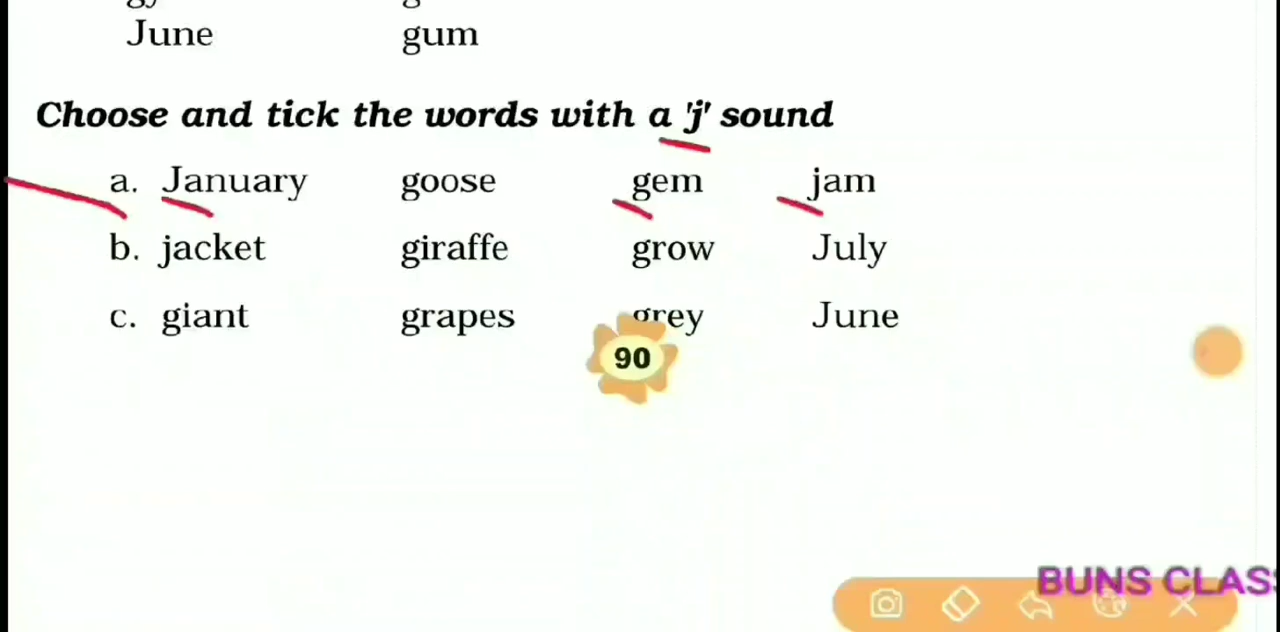 June gum
Choose and tick the words with a 'j' sound
a. January goose gem jam
b. jacket giraffe grow July
c. giant grapes grey June
90
BUNS CLAS